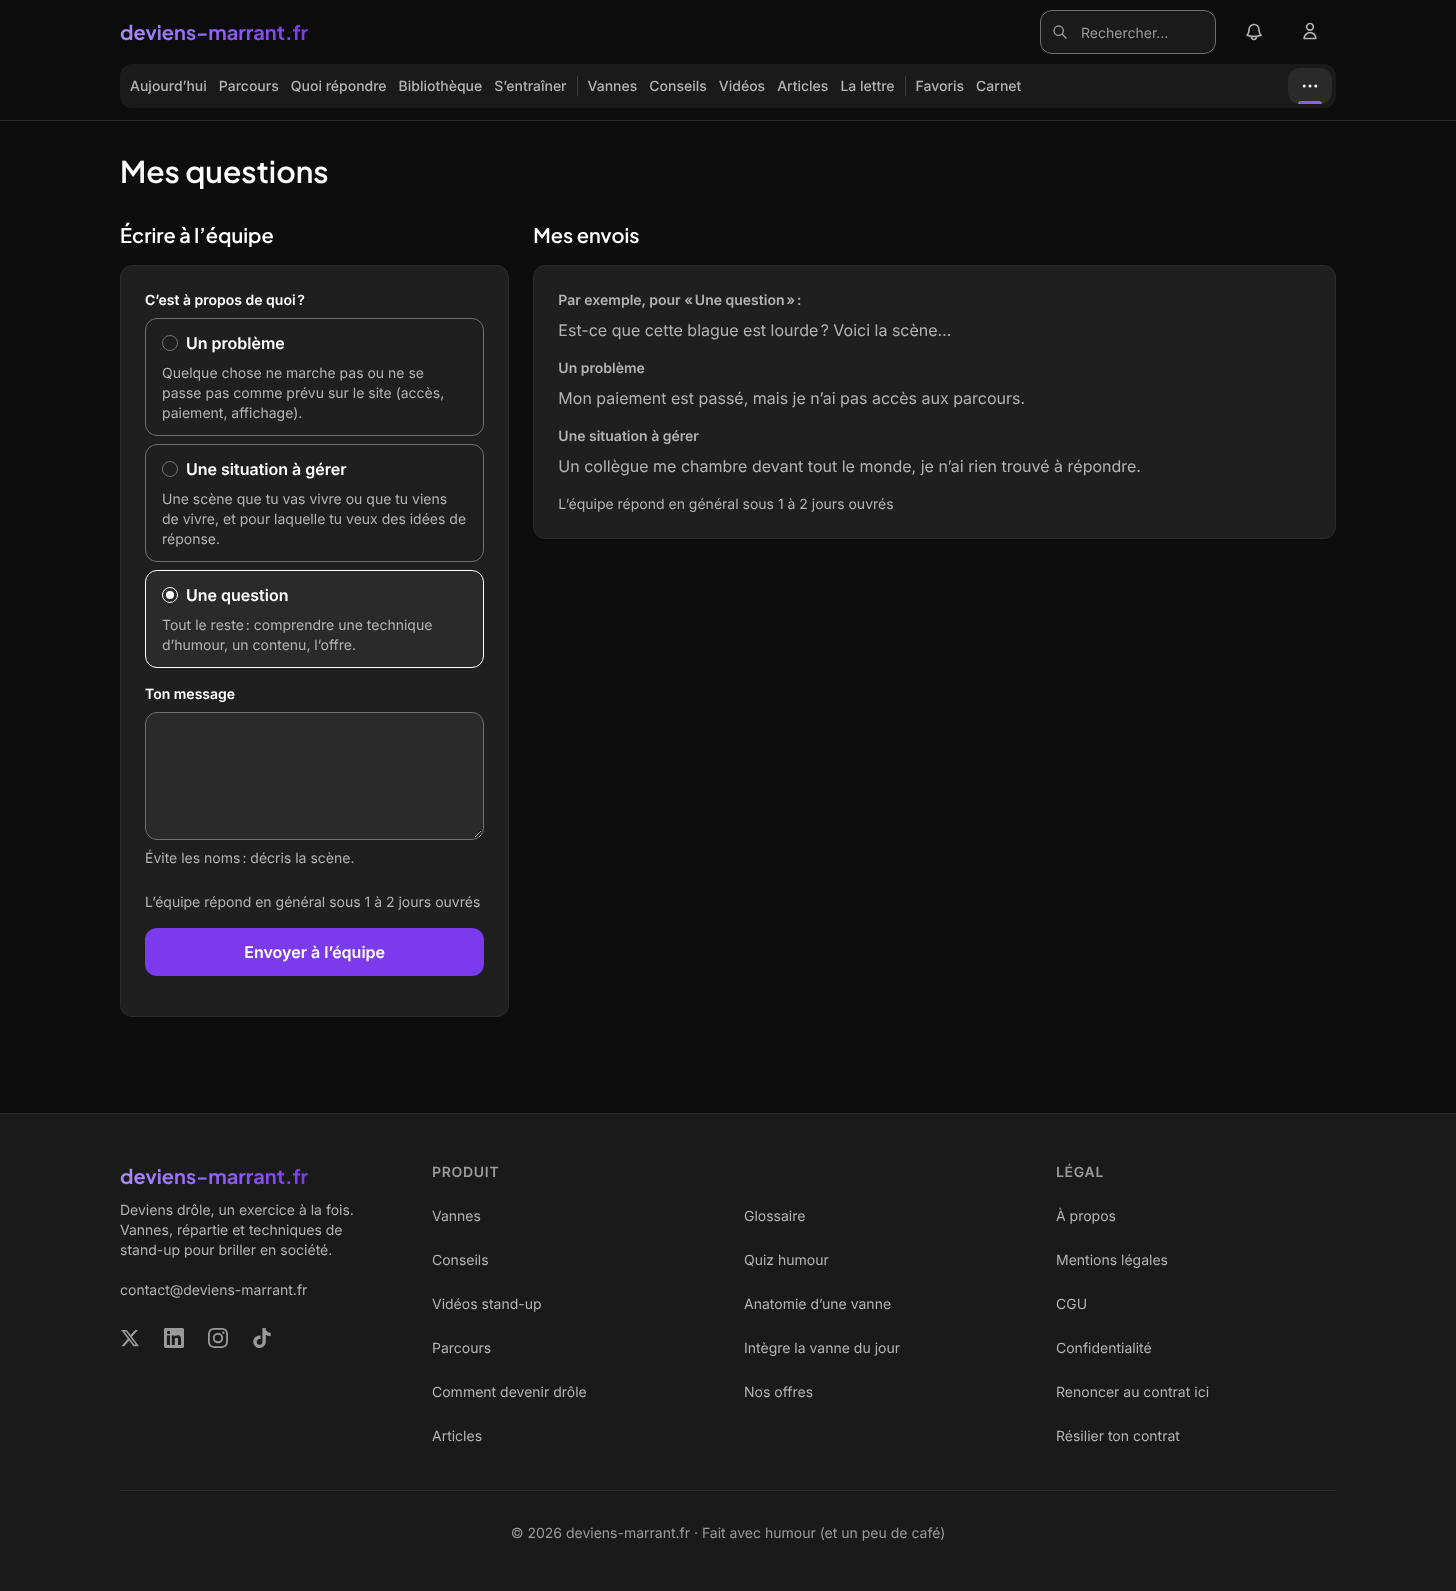 deviens-marrant.fr
Rechercher...
Aujourd’hui Parcours Quoi répondre Bibliothèque S’entraîner Vannes Conseils Vidéos Articles La lettre Favoris Carnet
Mes questions
Écrire à l’équipe
C’est à propos de quoi ?
Un problème
Quelque chose ne marche pas ou ne se
passe pas comme prévu sur le site (accès,
paiement, affichage).
Une situation à gérer
Une scène que tu vas vivre ou que tu viens
de vivre, et pour laquelle tu veux des idées de
réponse.
Une question
Tout le reste : comprendre une technique
d’humour, un contenu, l’offre.
Ton message
Évite les noms : décris la scène.
L’équipe répond en général sous 1 à 2 jours ouvrés
Envoyer à l’équipe
Mes envois
Par exemple, pour « Une question » :
Est-ce que cette blague est lourde ? Voici la scène…
Un problème
Mon paiement est passé, mais je n’ai pas accès aux parcours.
Une situation à gérer
Un collègue me chambre devant tout le monde, je n’ai rien trouvé à répondre.
L’équipe répond en général sous 1 à 2 jours ouvrés
deviens-marrant.fr
Deviens drôle, un exercice à la fois.
Vannes, répartie et techniques de
stand-up pour briller en société.
contact@deviens-marrant.fr
PRODUIT
Vannes
Conseils
Vidéos stand-up
Parcours
Comment devenir drôle
Articles
Glossaire
Quiz humour
Anatomie d’une vanne
Intègre la vanne du jour
Nos offres
LÉGAL
À propos
Mentions légales
CGU
Confidentialité
Renoncer au contrat ici
Résilier ton contrat
© 2026 deviens-marrant.fr · Fait avec humour (et un peu de café)